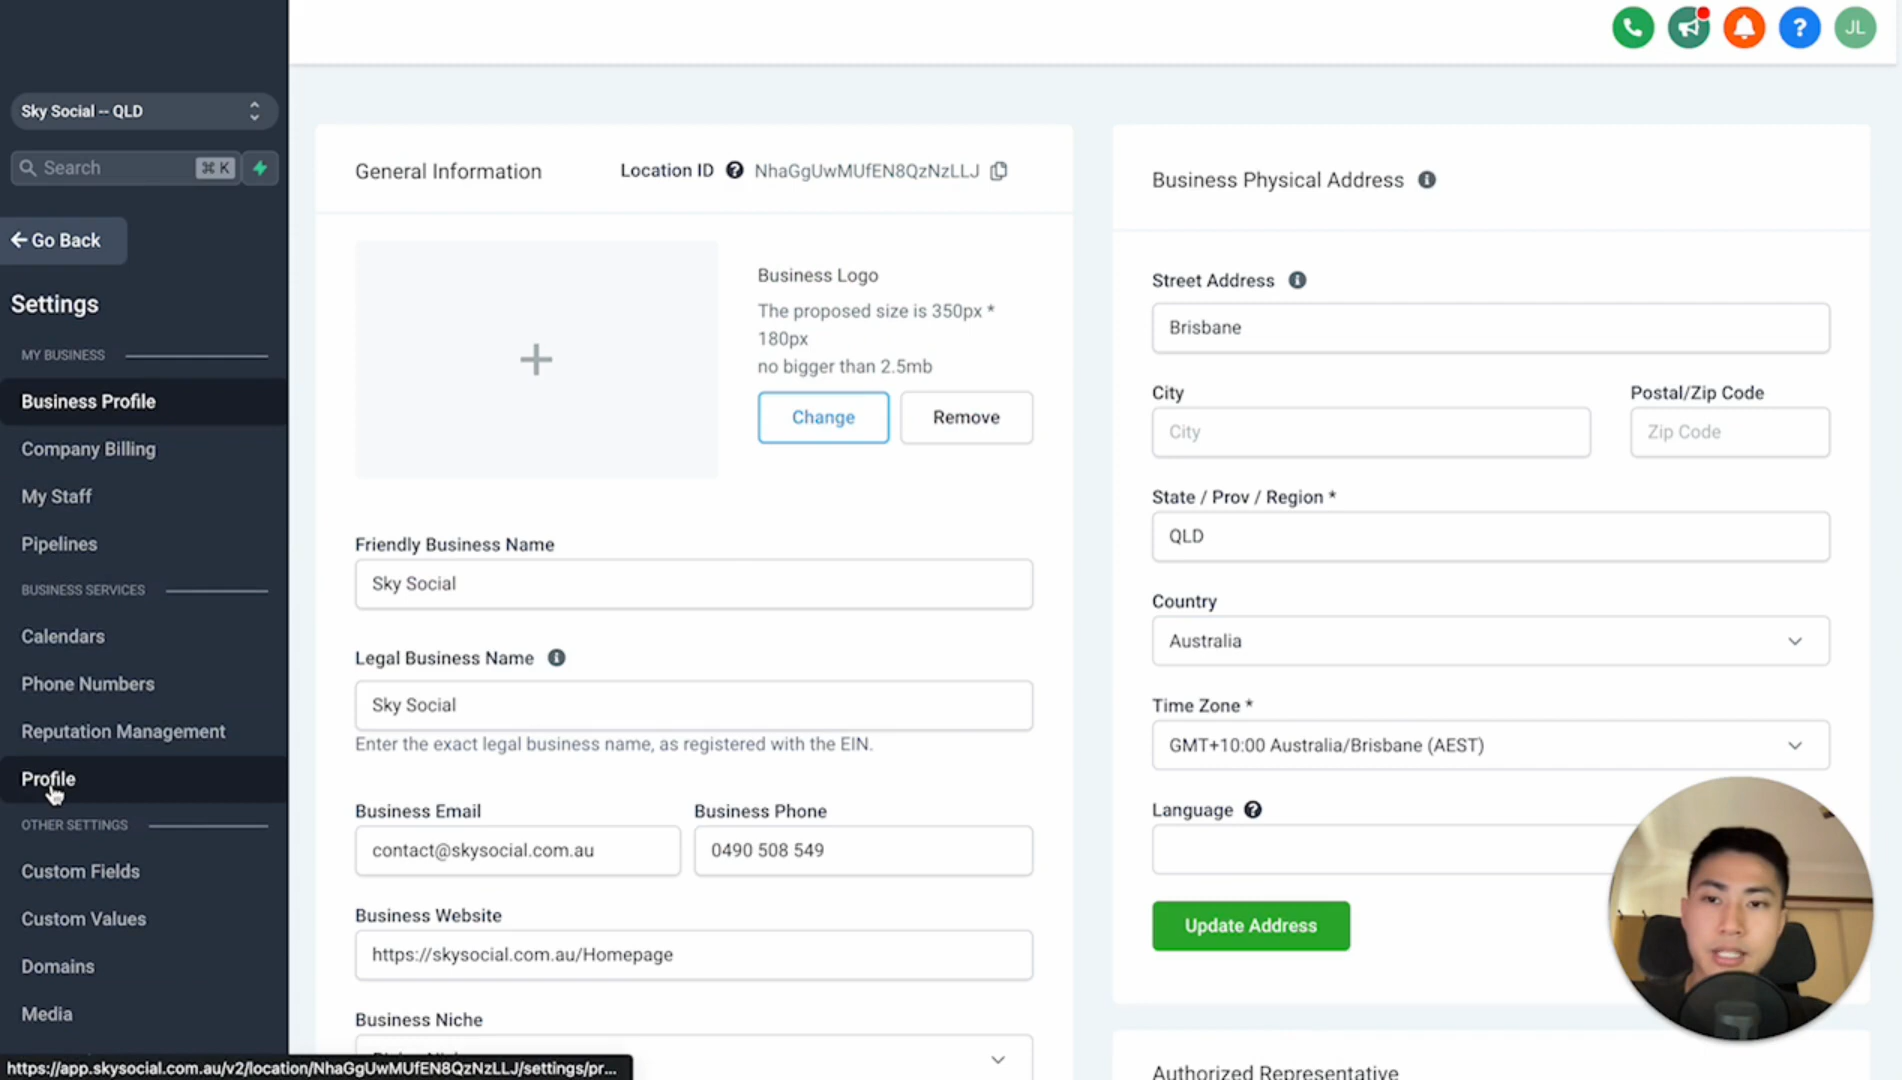 JL
Sky Social -- QLD
Search
⌘ K
Go Back
Settings
MY BUSINESS
Business Profile
Company Billing
My Staff
Pipelines
BUSINESS SERVICES
Calendars
Phone Numbers
Reputation Management
Profile
OTHER SETTINGS
Custom Fields
Custom Values
Domains
Media
https://app.skysocial.com.au/v2/location/NhaGgUwMUfEN8QzNzLLJ/settings/pr...
General Information
Location ID
NhaGgUwMUfEN8QzNzLLJ
Business Logo
The proposed size is 350px *
180px
no bigger than 2.5mb
Change
Remove
Friendly Business Name
Sky Social
Legal Business Name
Sky Social
Enter the exact legal business name, as registered with the EIN.
Business Email
Business Phone
contact@skysocial.com.au
0490 508 549
Business Website
https://skysocial.com.au/Homepage
Business Niche
Business Physical Address
Street Address
Brisbane
City
Postal/Zip Code
City
Zip Code
State / Prov / Region *
QLD
Country
Australia
Time Zone *
GMT+10:00 Australia/Brisbane (AEST)
Language
Update Address
Authorized Representative